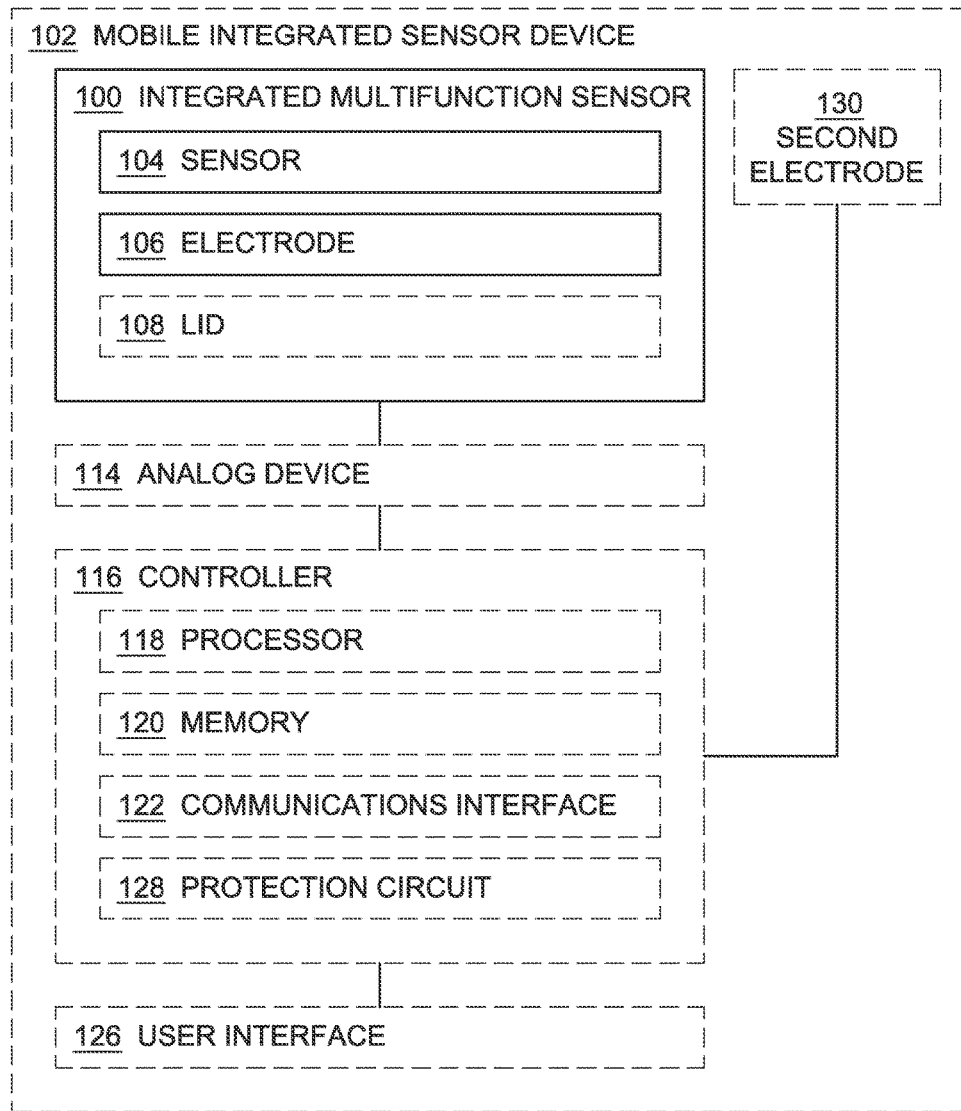 102 MOBILE INTEGRATED SENSOR DEVICE
100 INTEGRATED MULTIFUNCTION SENSOR
104 SENSOR
106 ELECTRODE
108 LID
130
SECOND
ELECTRODE
114 ANALOG DEVICE
116 CONTROLLER
118 PROCESSOR
120 MEMORY
122 COMMUNICATIONS INTERFACE
128 PROTECTION CIRCUIT
126 USER INTERFACE